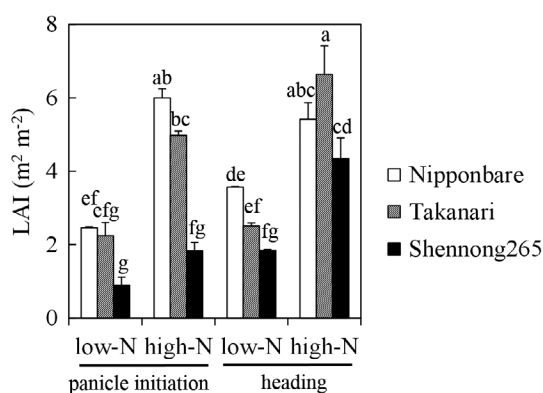 LAI (m² m⁻²)
8
6
4
2
0
ef
efg
g
ab
bc
fg
de
ef
fg
abc
a
cd
Nipponbare
Takanari
Shennong265
low-N high-N low-N high-N
panicle initiation heading